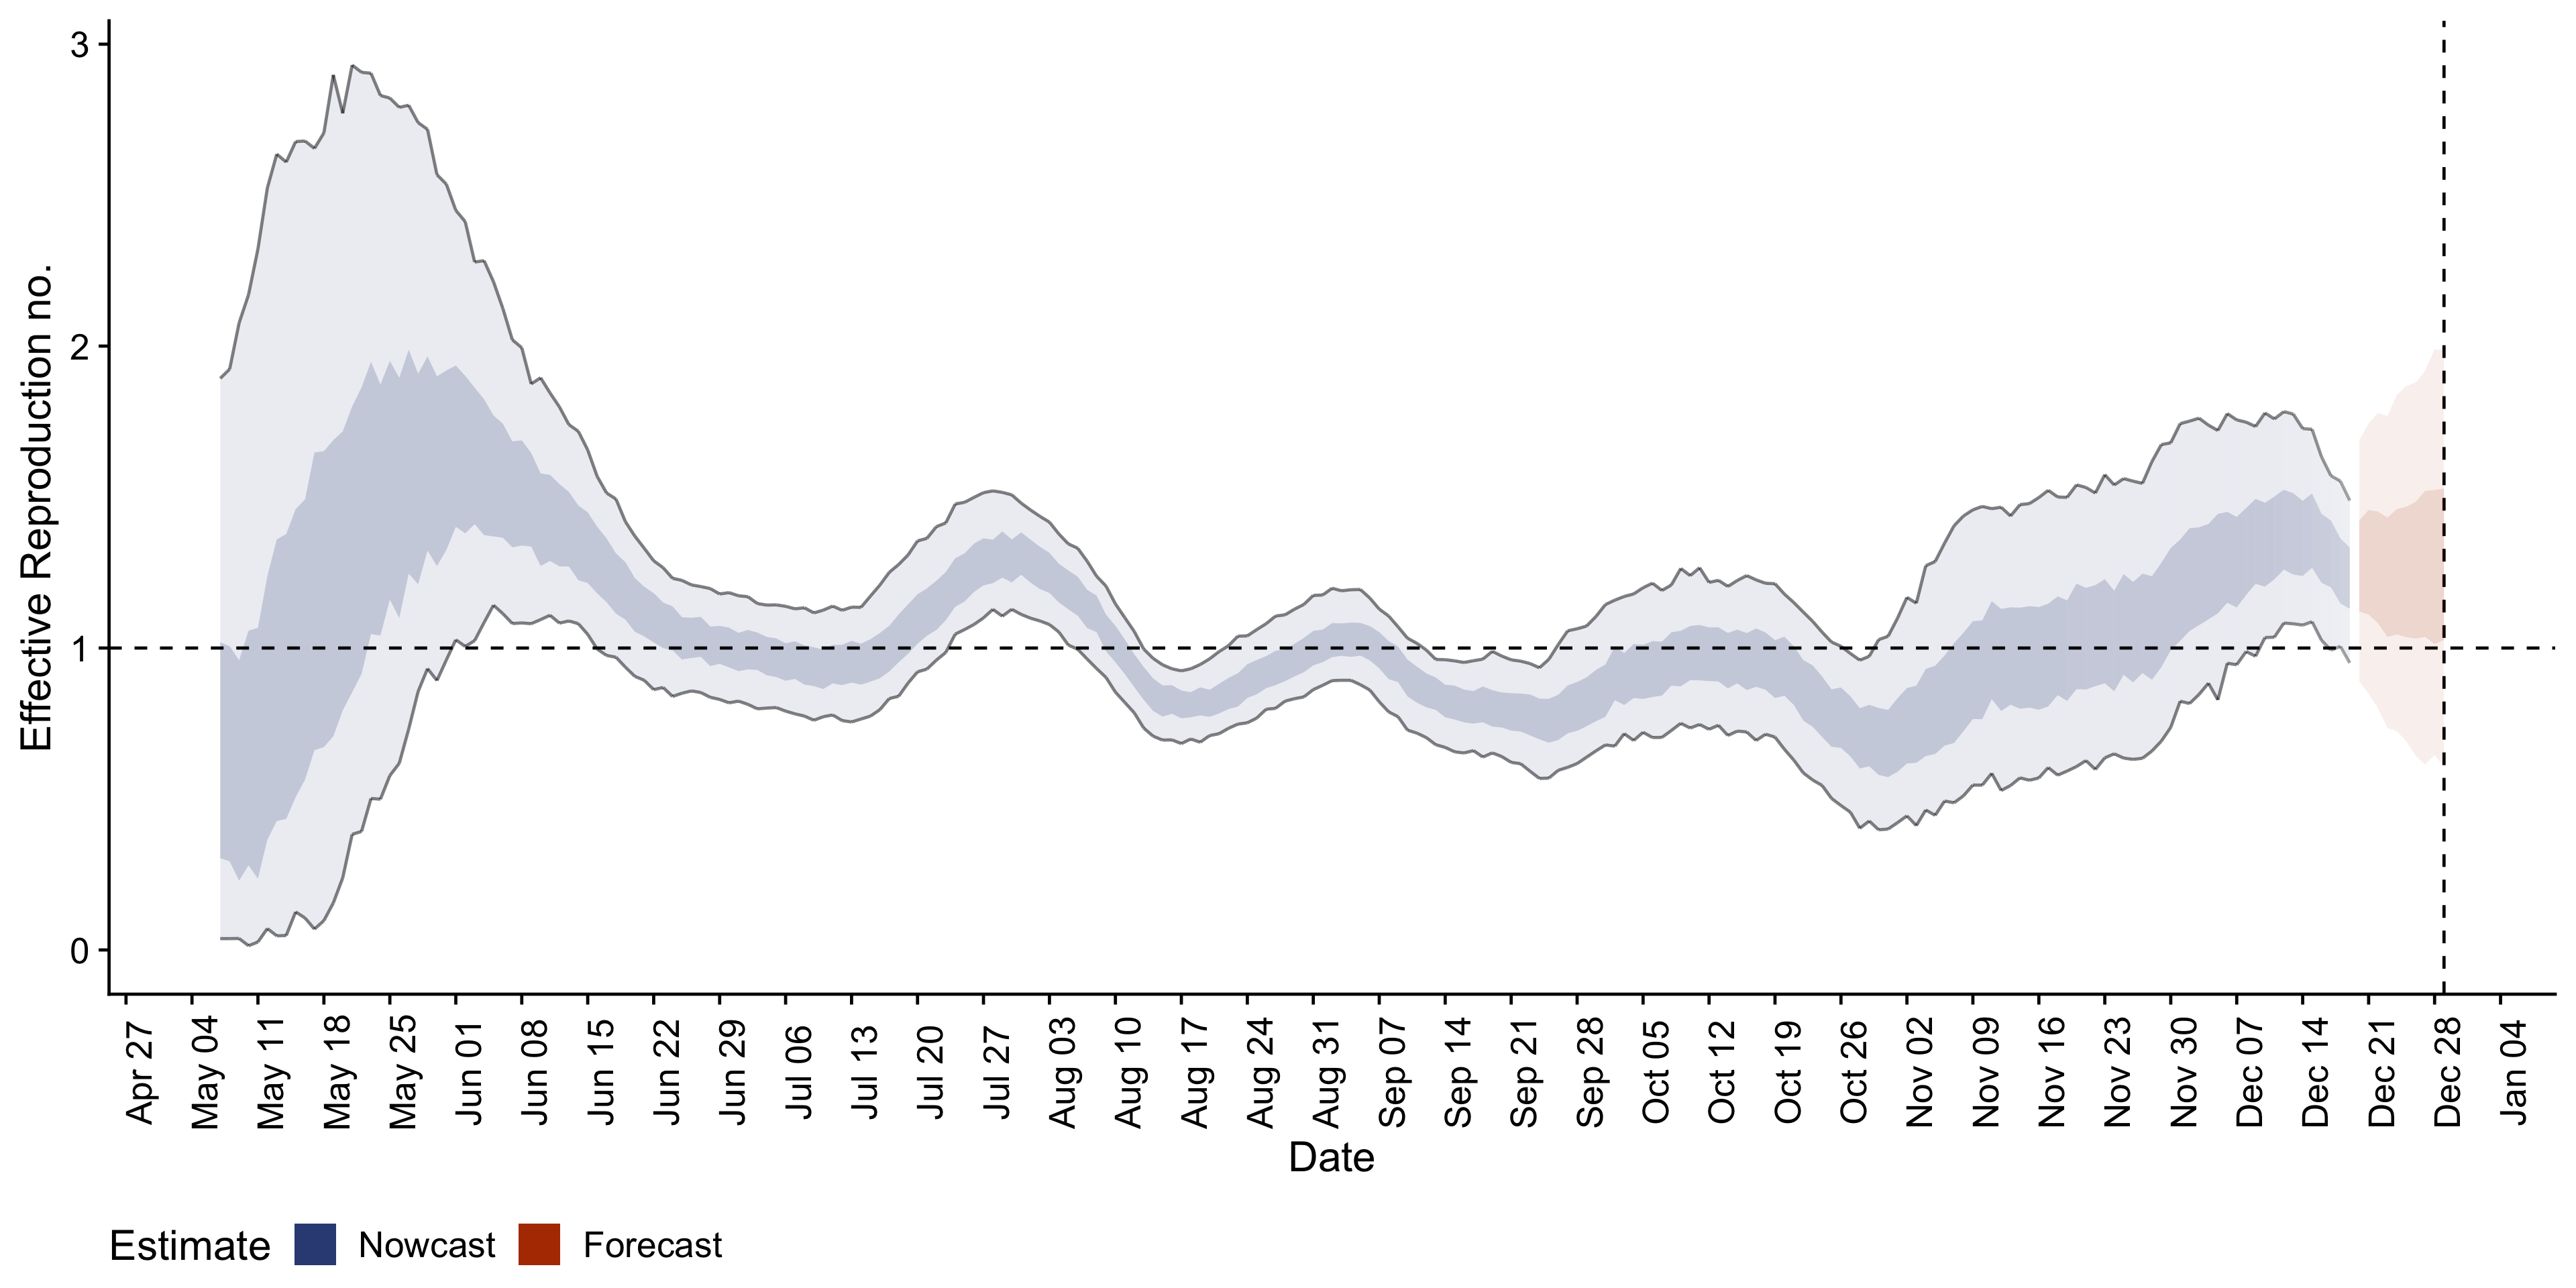 Effective Reproduction no.
3
2
1
0
Apr 27
May 04
May 11
May 18
May 25
Jun 01
Jun 08
Jun 15
Jun 22
Jun 29
Jul 06
Jul 13
Jul 20
Jul 27
Aug 03
Aug 10
Aug 17
Aug 24
Aug 31
Sep 07
Sep 14
Sep 21
Sep 28
Oct 05
Oct 12
Oct 19
Oct 26
Nov 02
Nov 09
Nov 16
Nov 23
Nov 30
Dec 07
Dec 14
Dec 21
Dec 28
Jan 04
Date
Estimate Nowcast Forecast